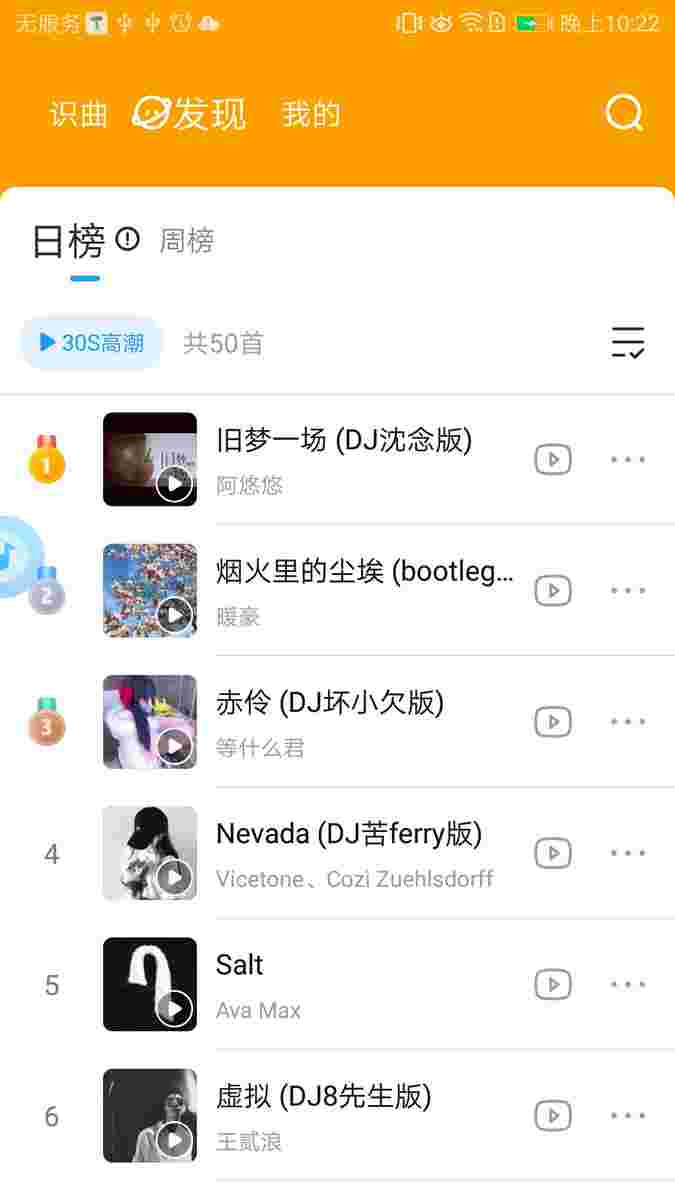 无服务 晚上10:22
识曲 发现 我的
日榜 周榜
30S高潮 共50首
1
旧梦一场 (DJ沈念版)
阿悠悠
2
烟火里的尘埃 (bootleg...
暖豪
3
赤伶 (DJ坏小欠版)
等什么君
4
Nevada (DJ苦ferry版)
Vicetone、Cozi Zuehlsdorff
5
Salt
Ava Max
6
虚拟 (DJ8先生版)
王贰浪